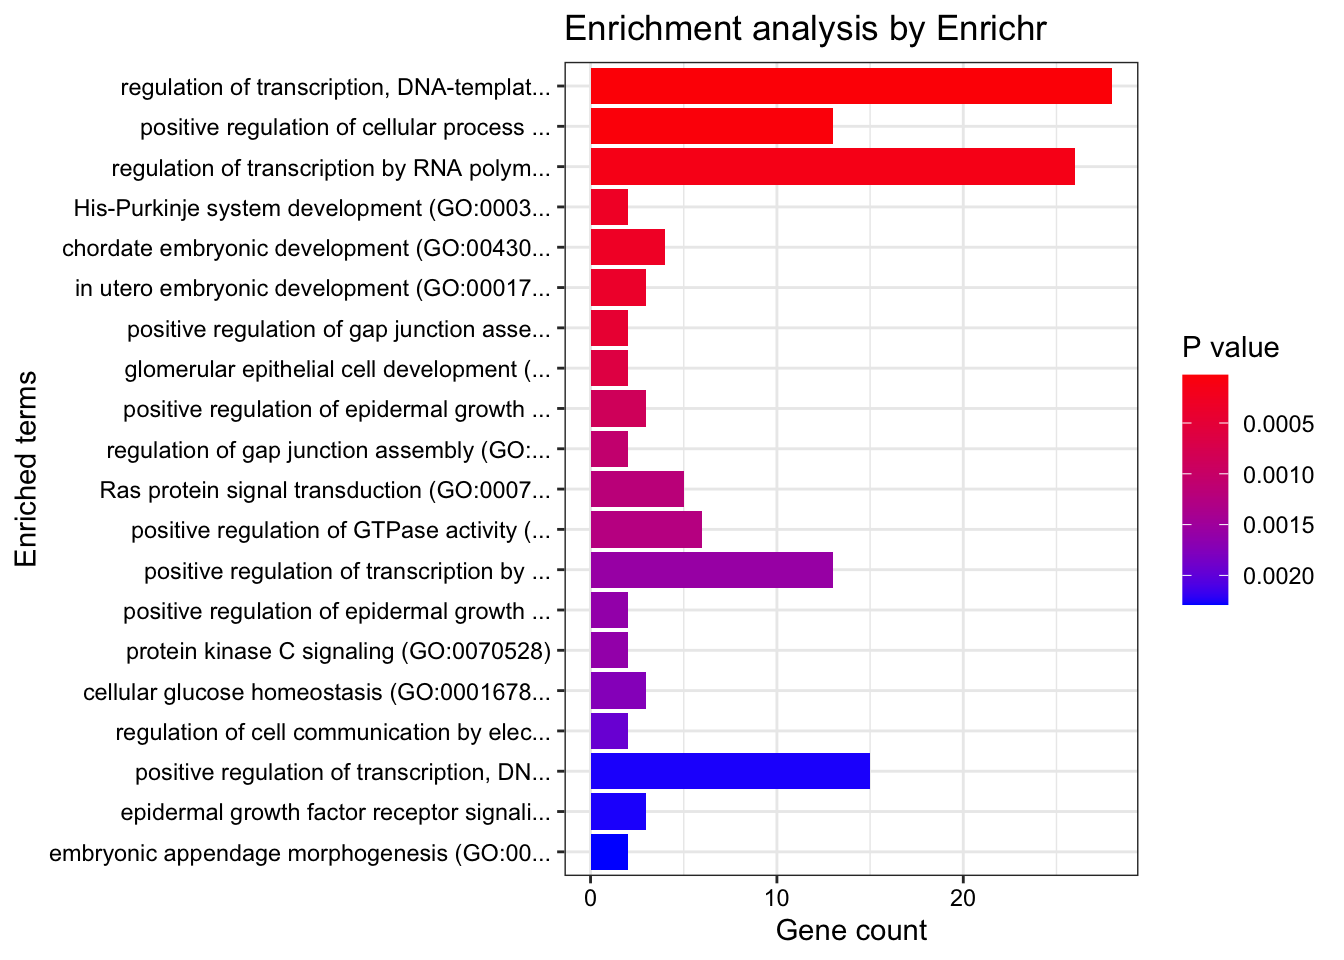 Enrichment analysis by Enrichr
regulation of transcription, DNA-templat...
positive regulation of cellular process ...
regulation of transcription by RNA polym...
His-Purkinje system development (GO:0003...
chordate embryonic development (GO:00430...
in utero embryonic development (GO:00017...
positive regulation of gap junction asse...
glomerular epithelial cell development (...
positive regulation of epidermal growth ...
regulation of gap junction assembly (GO:...
Ras protein signal transduction (GO:0007...
positive regulation of GTPase activity (...
positive regulation of transcription by ...
positive regulation of epidermal growth ...
protein kinase C signaling (GO:0070528)
cellular glucose homeostasis (GO:0001678...
regulation of cell communication by elec...
positive regulation of transcription, DN...
epidermal growth factor receptor signali...
embryonic appendage morphogenesis (GO:00...
Enriched terms
0 10 20
Gene count
P value
0.0005
0.0010
0.0015
0.0020